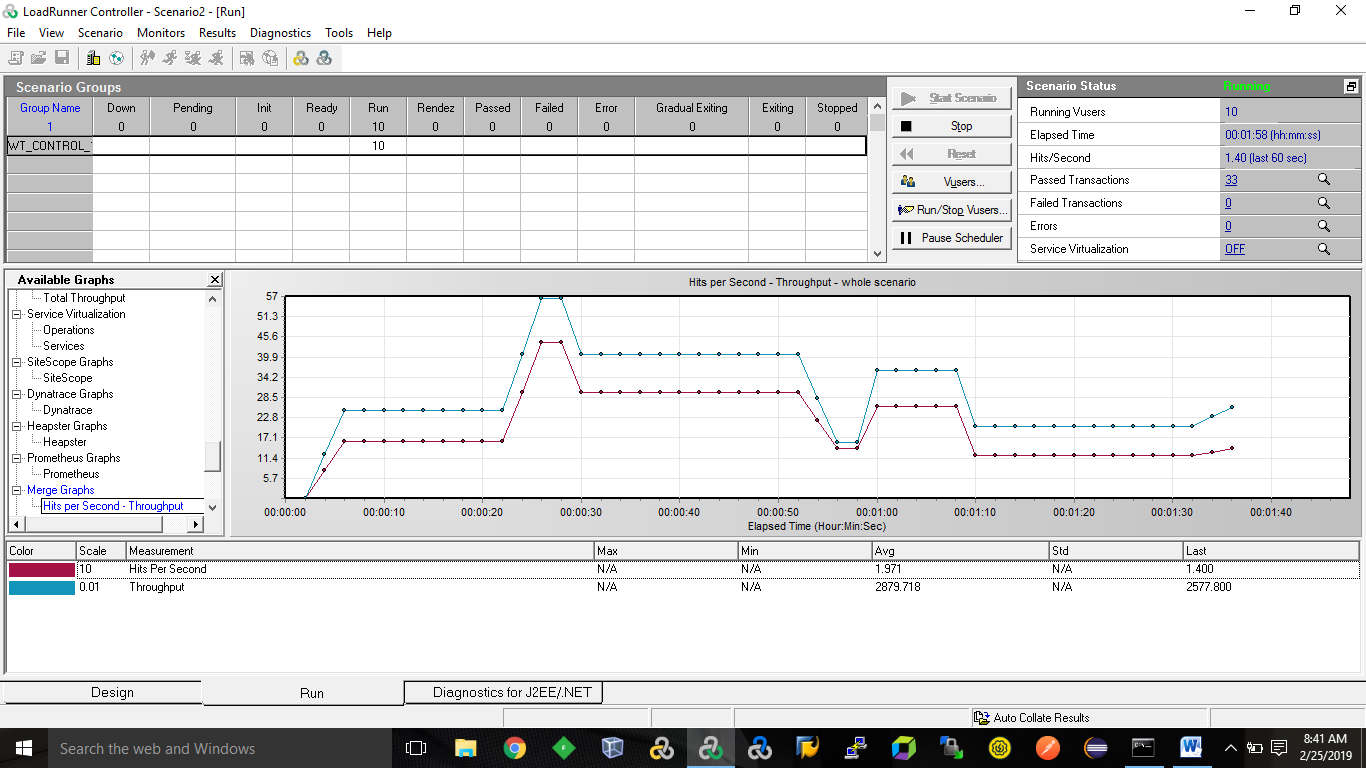 LoadRunner Controller - Scenario2 - [Run]
File View Scenario Monitors Results Diagnostics Tools Help
Scenario Groups
Group Name Down Pending Init Ready Run Rendez Passed Failed Error Gradual Exiting Exiting Stopped
1 0 0 0 0 10 0 0 0 0 0 0 0
WT_CONTROL_ 10
Start Scenario
Stop
Reset
Vusers...
Run/Stop Vusers...
Pause Scheduler
Scenario Status Running
Running Vusers 10
Elapsed Time 00:01:58 (hh:mm:ss)
Hits/Second 1.40 (last 60 sec)
Passed Transactions 33
Failed Transactions 0
Errors 0
Service Virtualization OFF
Available Graphs
Total Throughput
Service Virtualization
Operations
Services
SiteScope Graphs
SiteScope
Dynatrace Graphs
Dynatrace
Heapster Graphs
Heapster
Prometheus Graphs
Prometheus
Merge Graphs
Hits per Second - Throughput
Hits per Second - Throughput - whole scenario
57
51.3
45.6
39.9
34.2
28.5
22.8
17.1
11.4
5.7
00:00:00 00:00:10 00:00:20 00:00:30 00:00:40 00:00:50 00:01:00 00:01:10 00:01:20 00:01:30 00:01:40
Elapsed Time (Hour:Min:Sec)
Color Scale Measurement Max Min Avg Std Last
10 Hits Per Second N/A N/A 1.971 N/A 1.400
0.01 Throughput N/A N/A 2879.718 N/A 2577.800
Design Run Diagnostics for J2EE/.NET
Auto Collate Results
Search the web and Windows
8:41 AM
2/25/2019